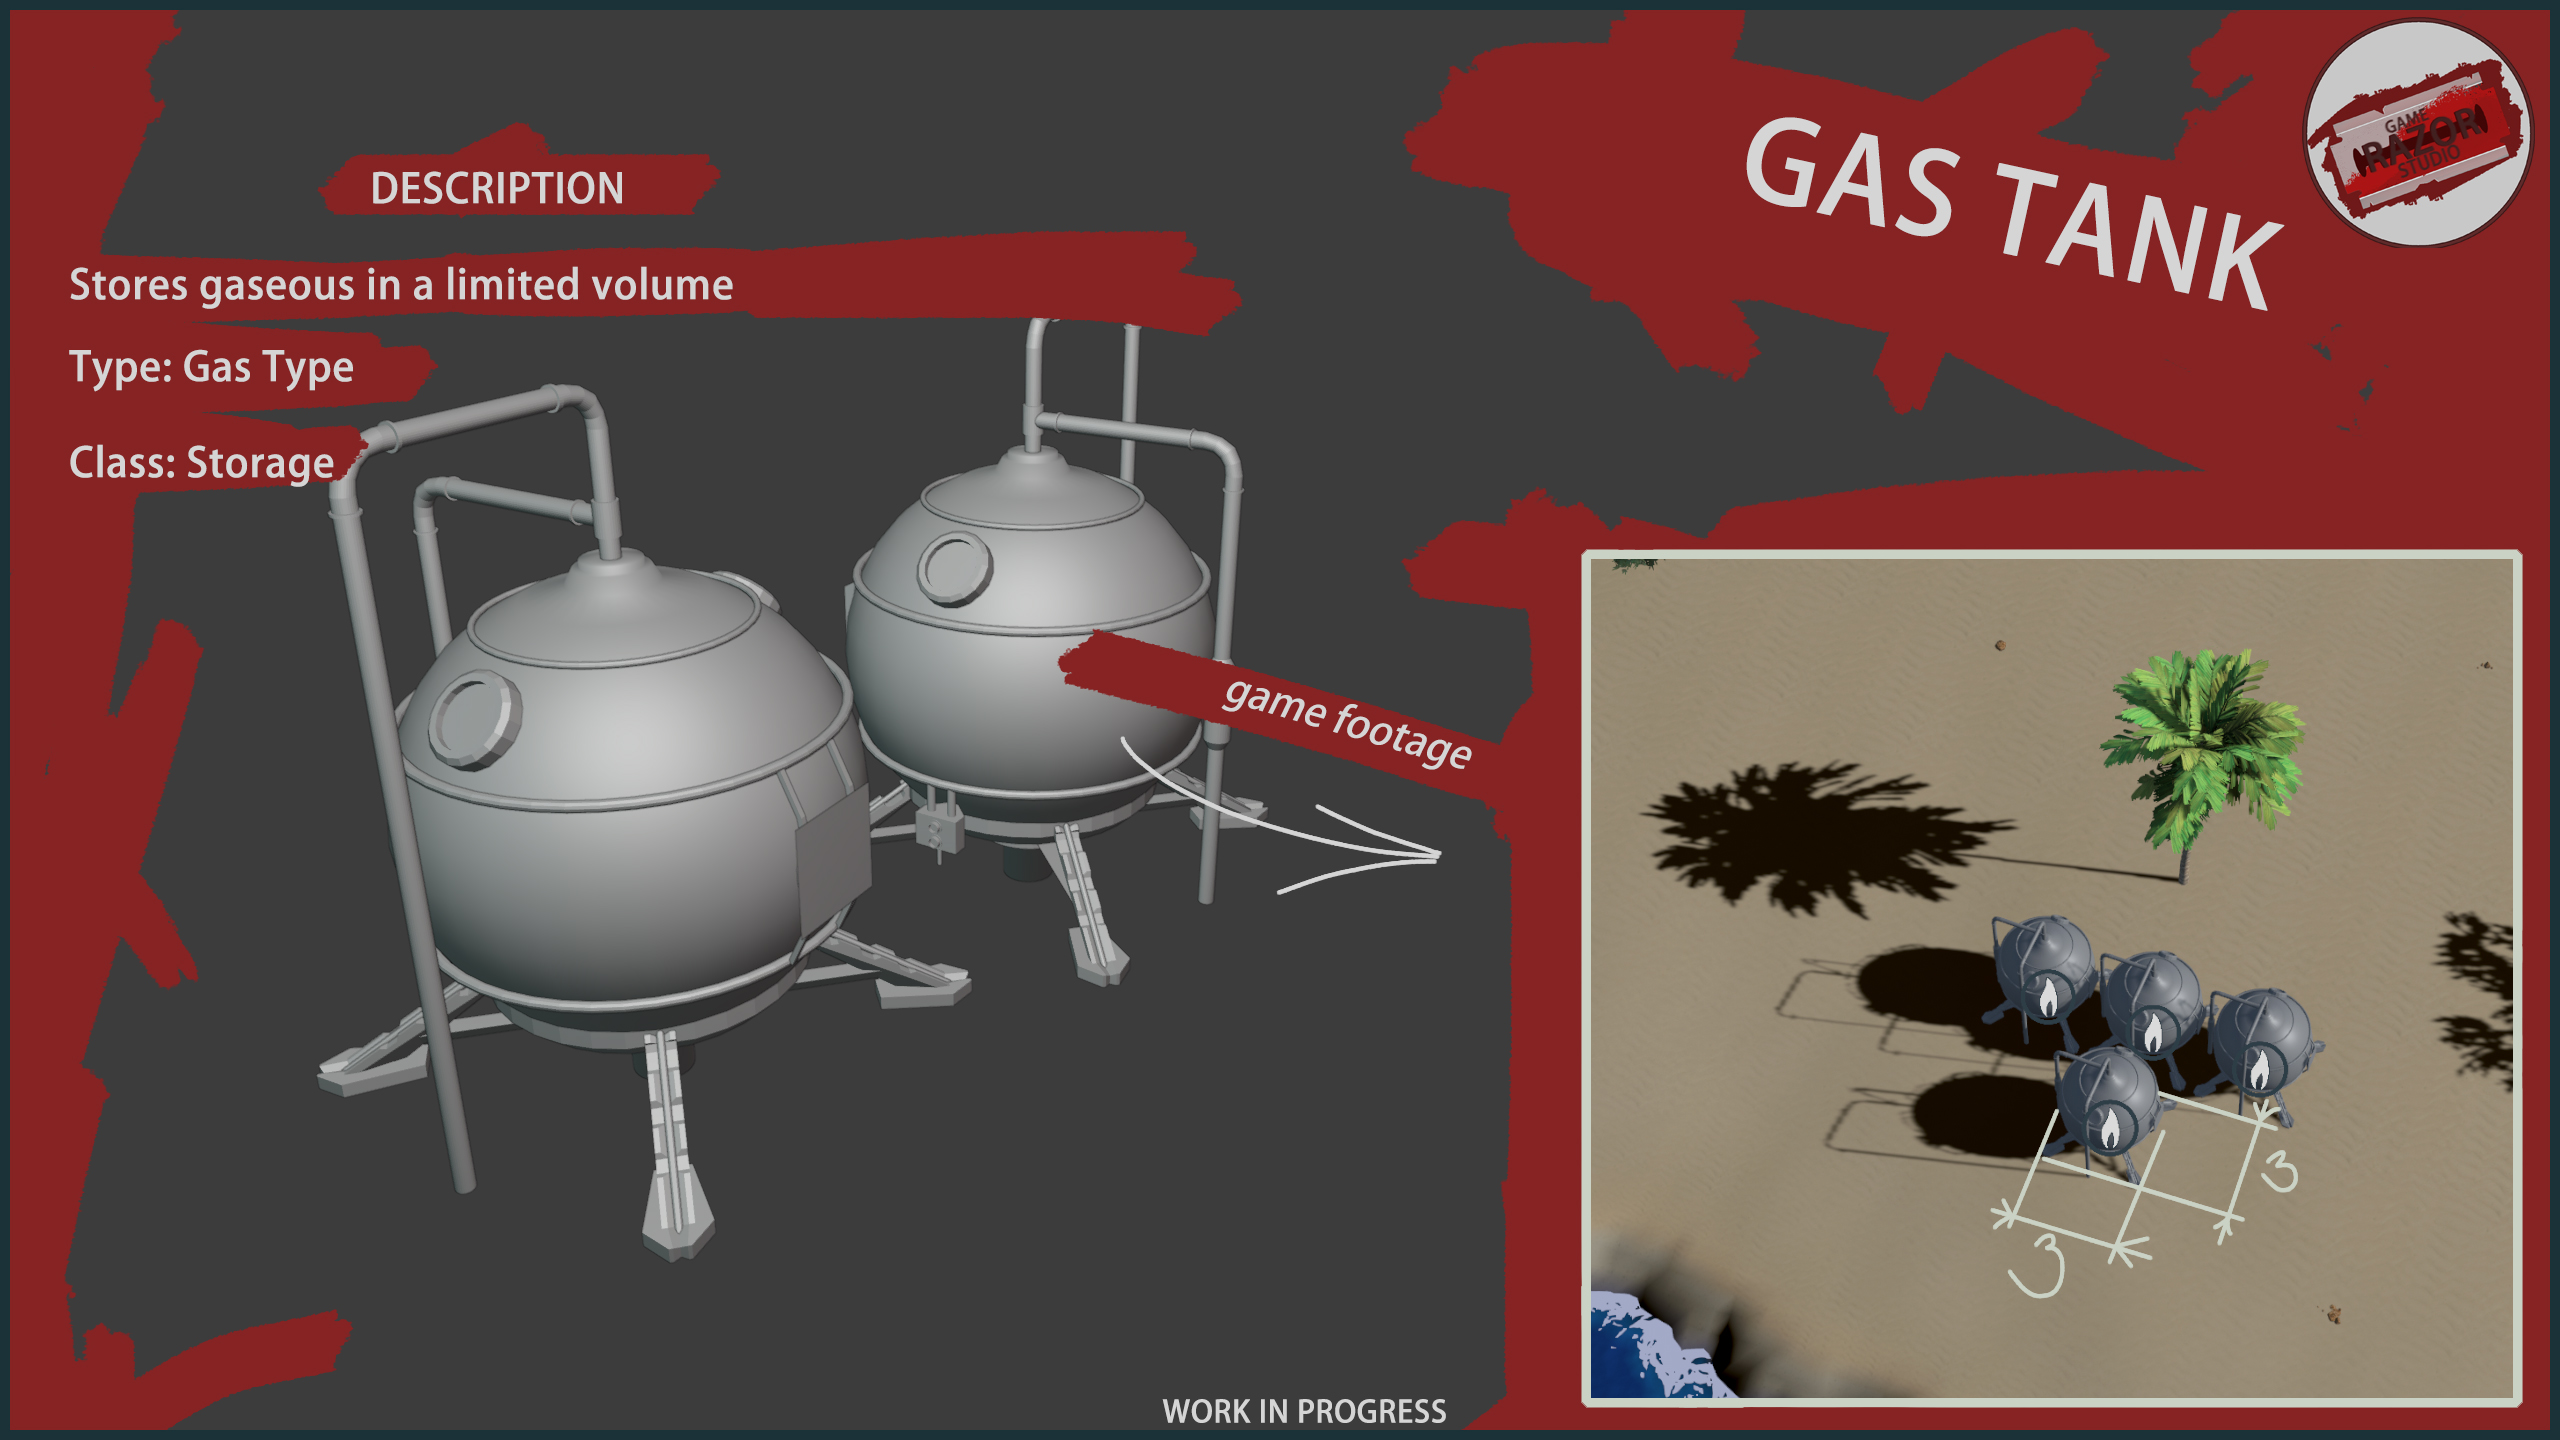 GAS TANK
GAME
RAZOR
STUDIO
DESCRIPTION
Stores gaseous in a limited volume
Type: Gas Type
Class: Storage
game footage
3
3
WORK IN PROGRESS